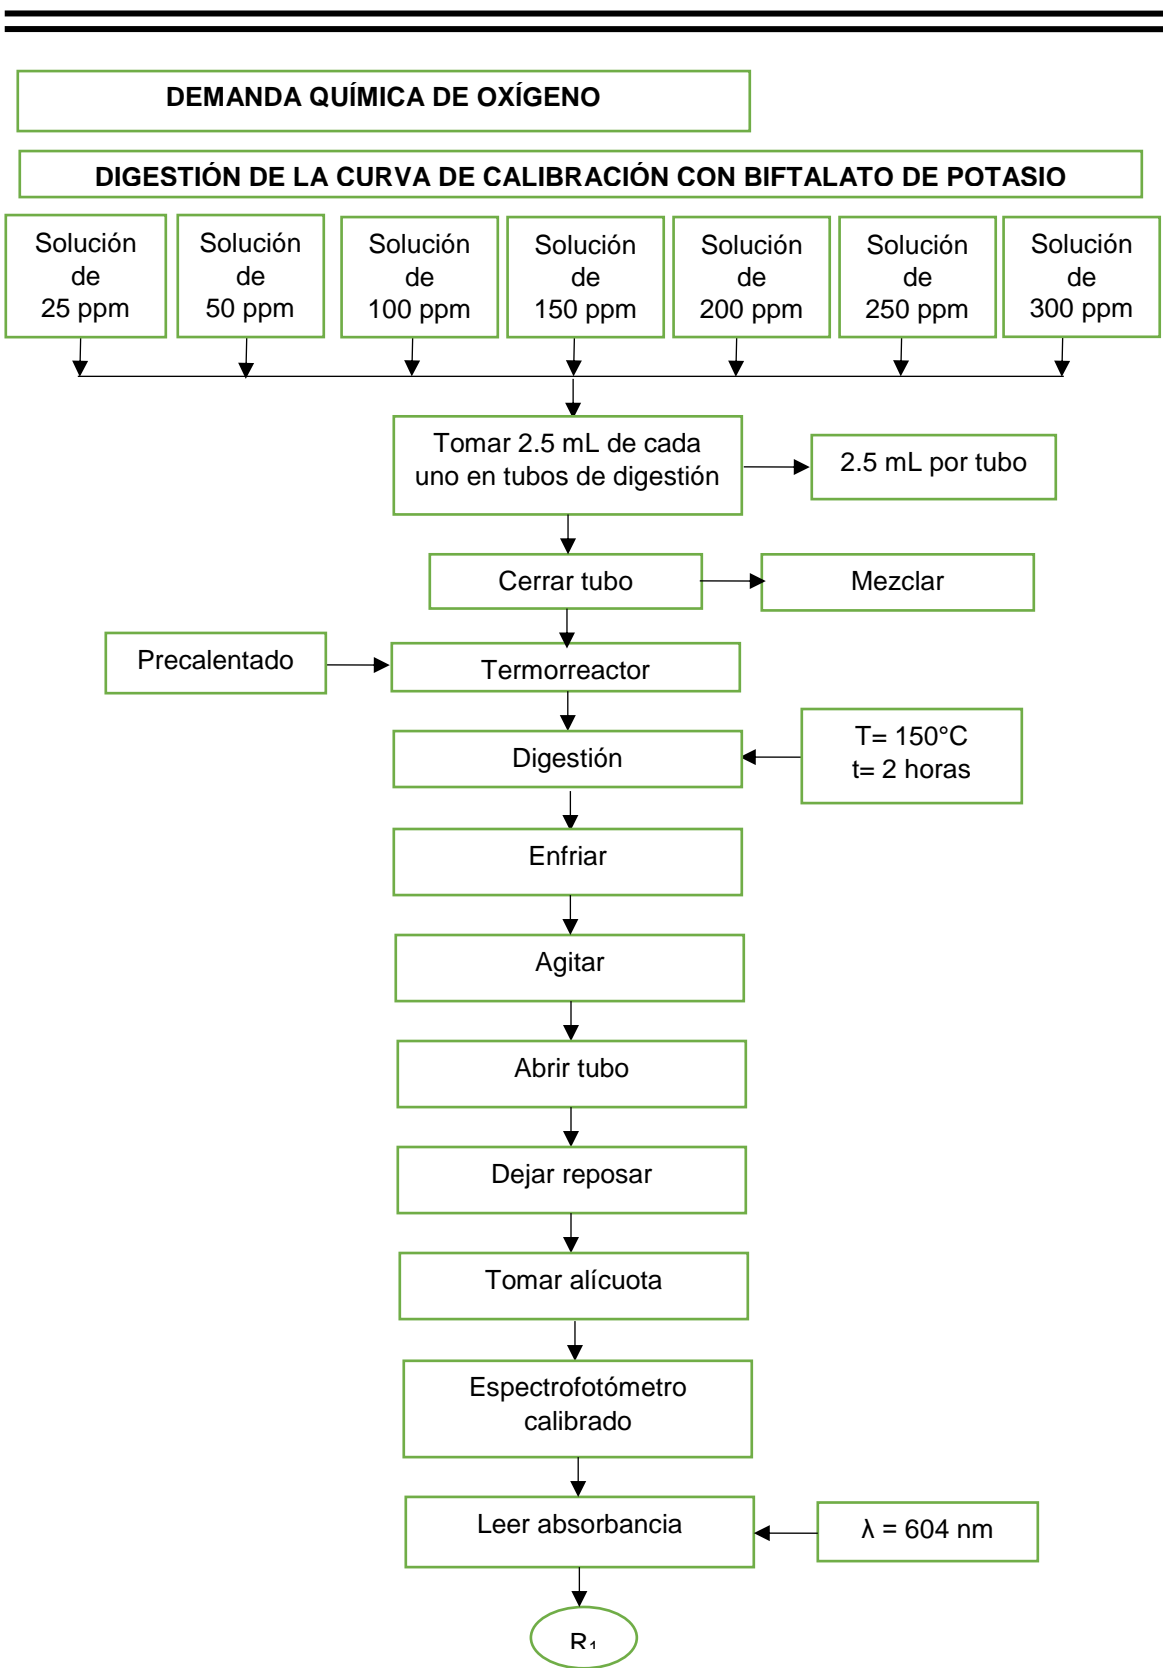 DEMANDA QUÍMICA DE OXÍGENO
DIGESTIÓN DE LA CURVA DE CALIBRACIÓN CON BIFTALATO DE POTASIO
Solución
de
25 ppm
Solución
de
50 ppm
Solución
de
100 ppm
Solución
de
150 ppm
Solución
de
200 ppm
Solución
de
250 ppm
Solución
de
300 ppm
Tomar 2.5 mL de cada
uno en tubos de digestión
2.5 mL por tubo
Cerrar tubo
Mezclar
Precalentado
Termorreactor
Digestión
T= 150°C
t= 2 horas
Enfriar
Agitar
Abrir tubo
Dejar reposar
Tomar alícuota
Espectrofotómetro
calibrado
Leer absorbancia
λ = 604 nm
R₁